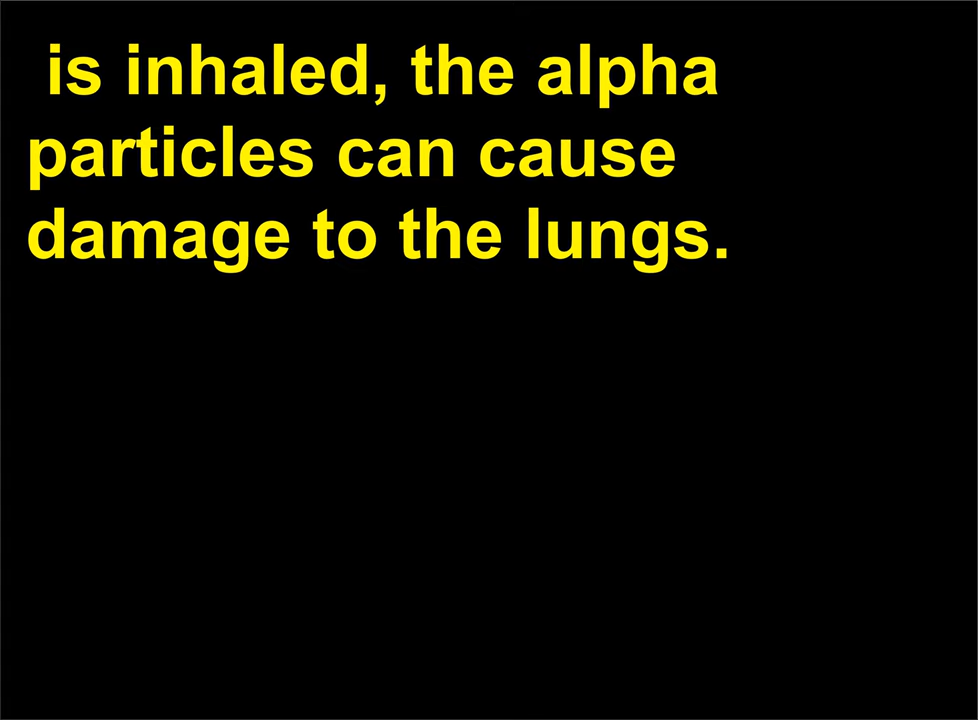 is inhaled, the alpha
particles can cause
damage to the lungs.